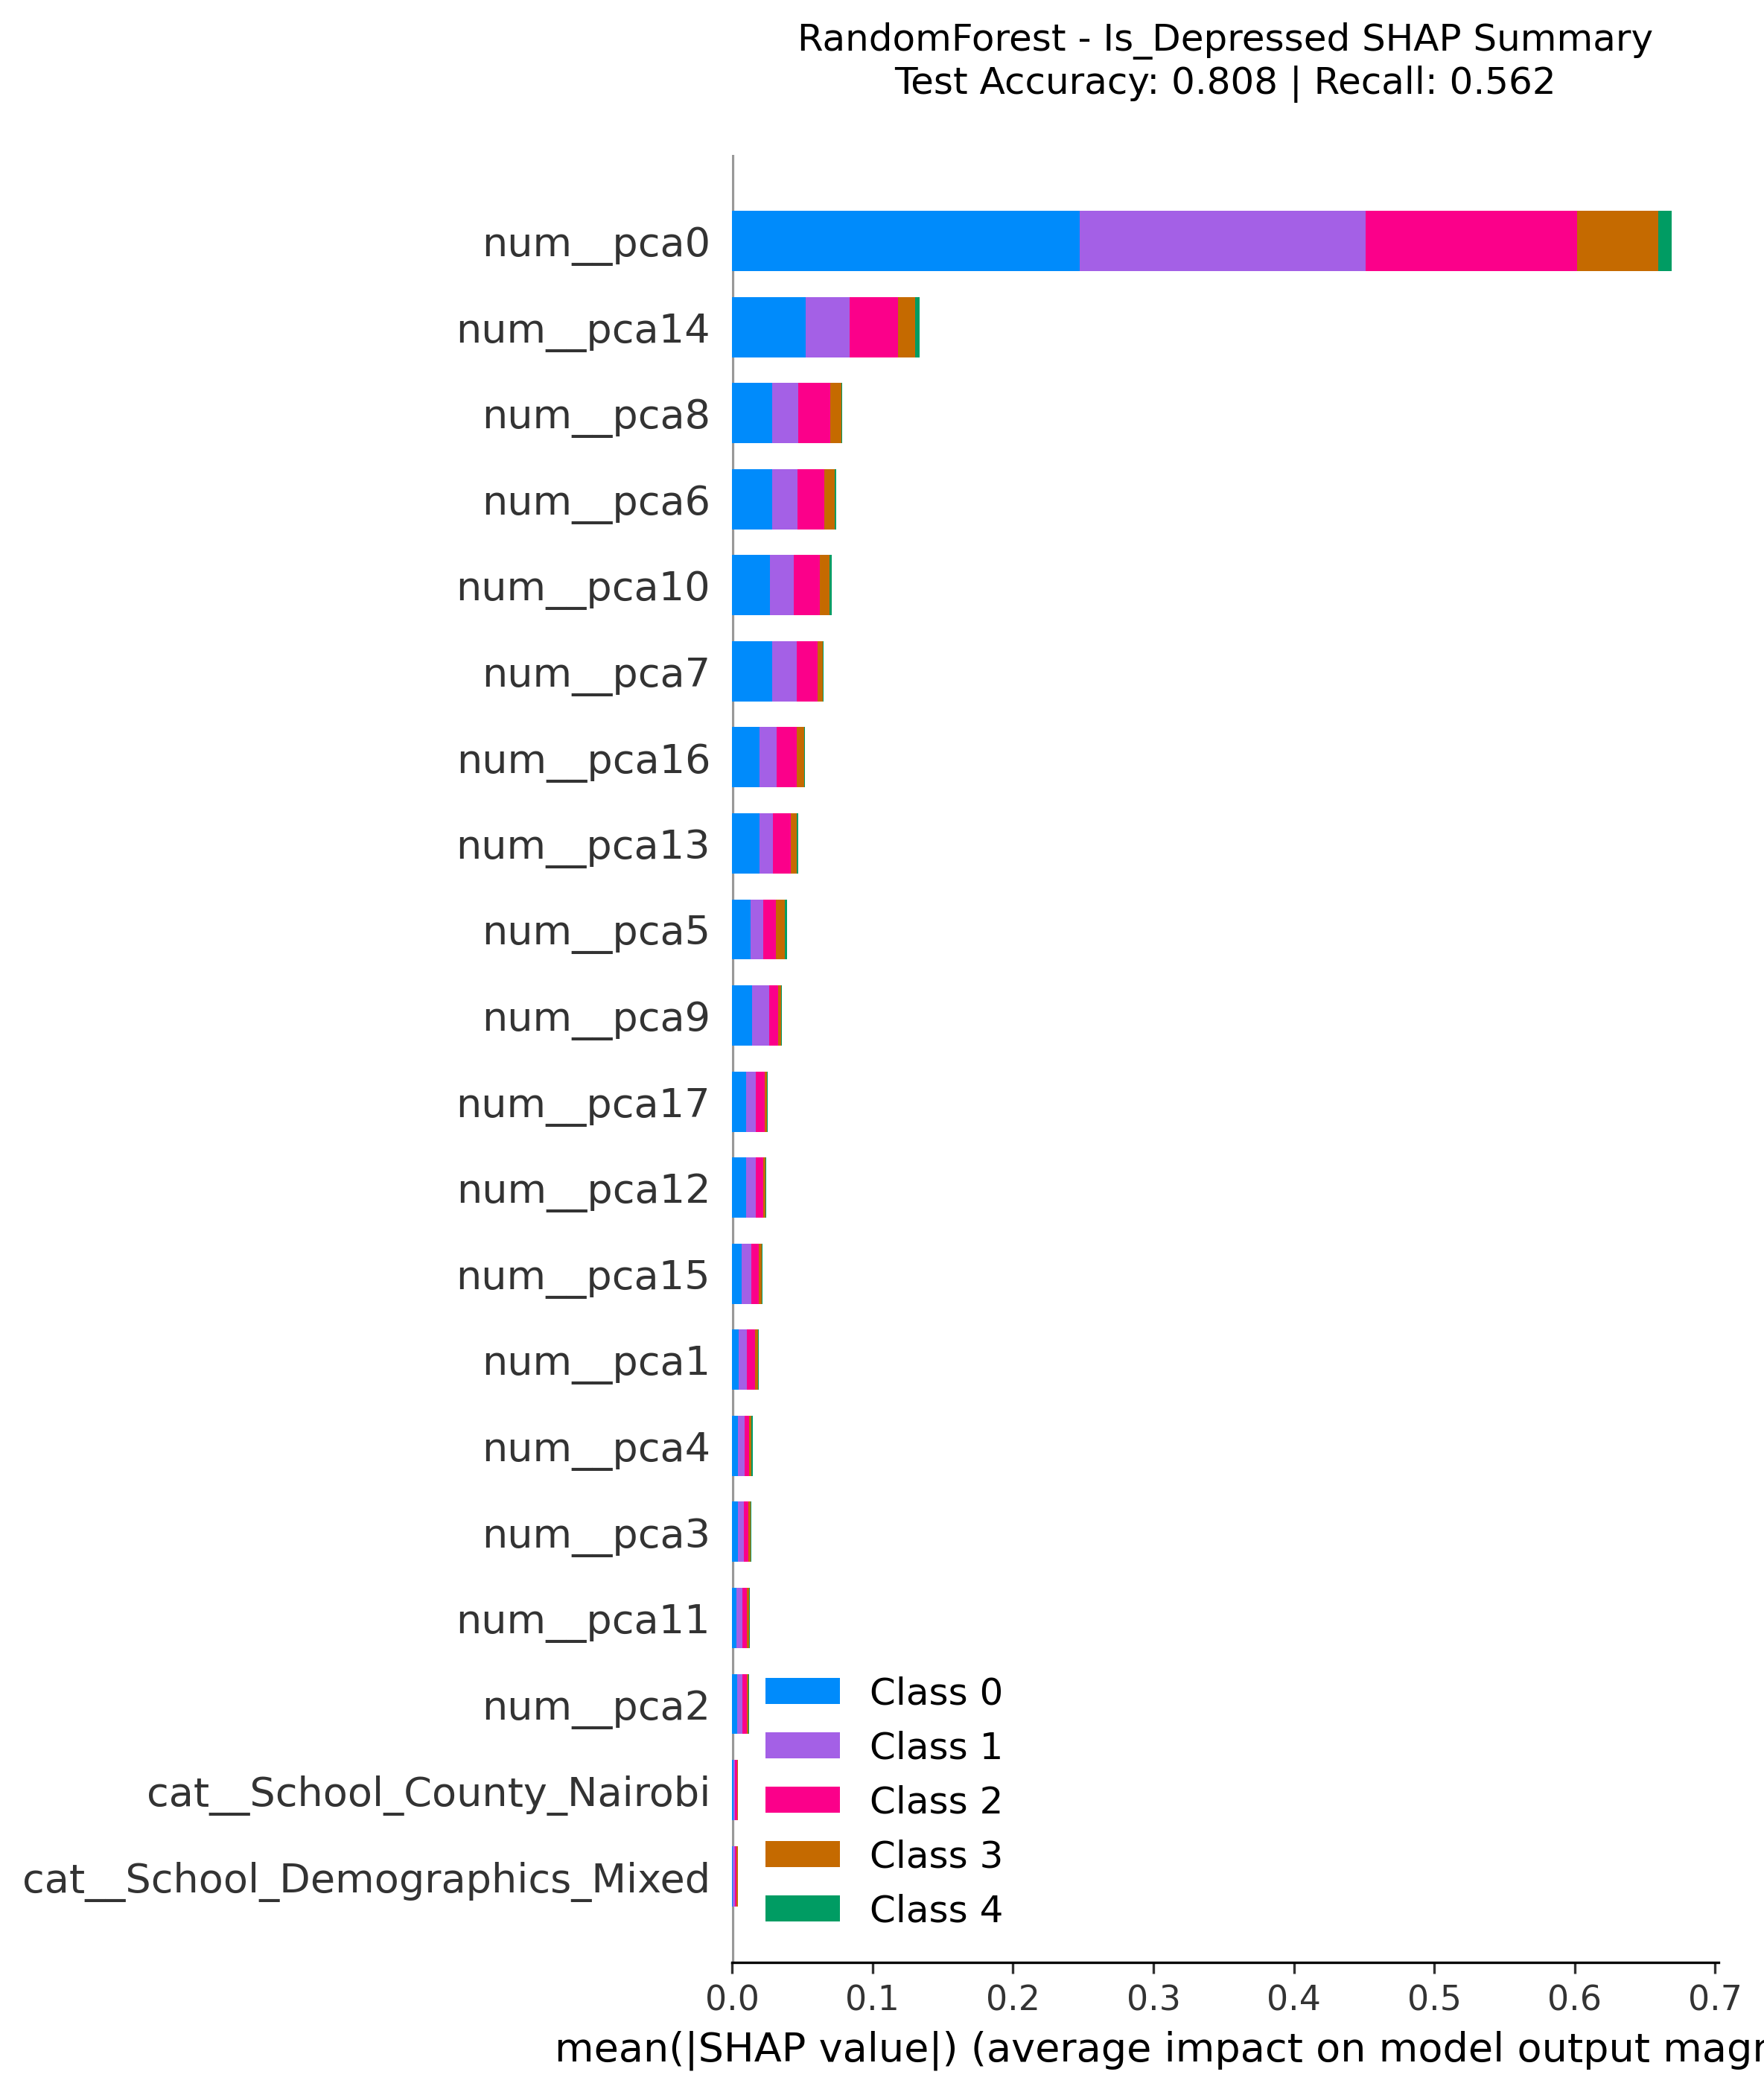 RandomForest - Is_Depressed SHAP Summary
Test Accuracy: 0.808 | Recall: 0.562
num__pca0
num__pca14
num__pca8
num__pca6
num__pca10
num__pca7
num__pca16
num__pca13
num__pca5
num__pca9
num__pca17
num__pca12
num__pca15
num__pca1
num__pca4
num__pca3
num__pca11
num__pca2
cat__School_County_Nairobi
cat__School_Demographics_Mixed
Class 0
Class 1
Class 2
Class 3
Class 4
0.0 0.1 0.2 0.3 0.4 0.5 0.6 0.7
mean(|SHAP value|) (average impact on model output magn